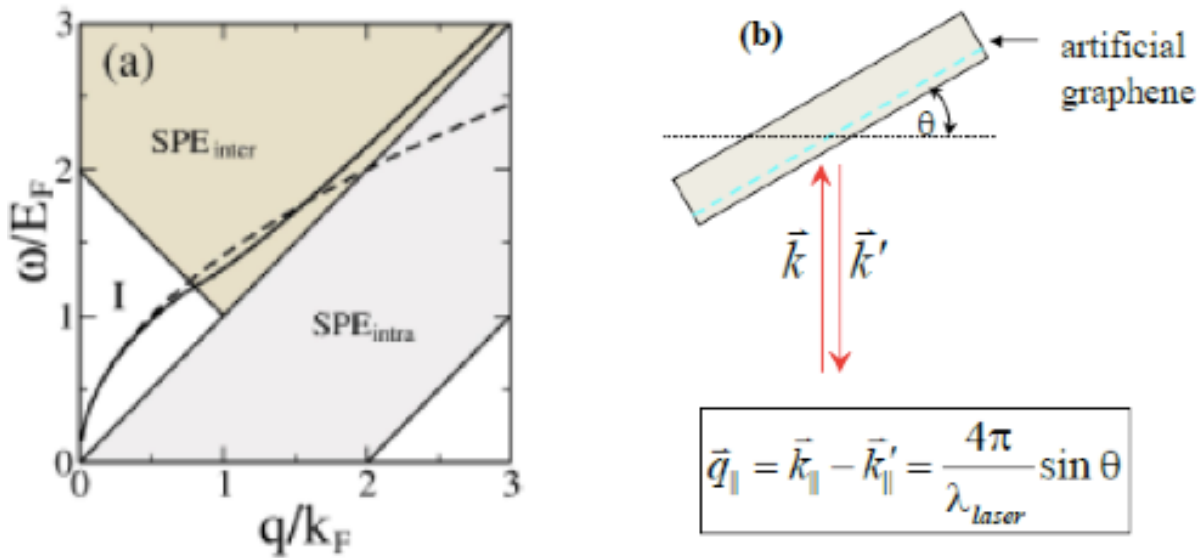 (a)
3
2
1
0
ω/E_F
SPE_inter
I
SPE_intra
0 1 2 3
q/k_F
(b)
artificial
graphene
θ
k⃗ k⃗′
q⃗_∥ = k⃗_∥ − k⃗′_∥ = 4π/λ_laser sin θ